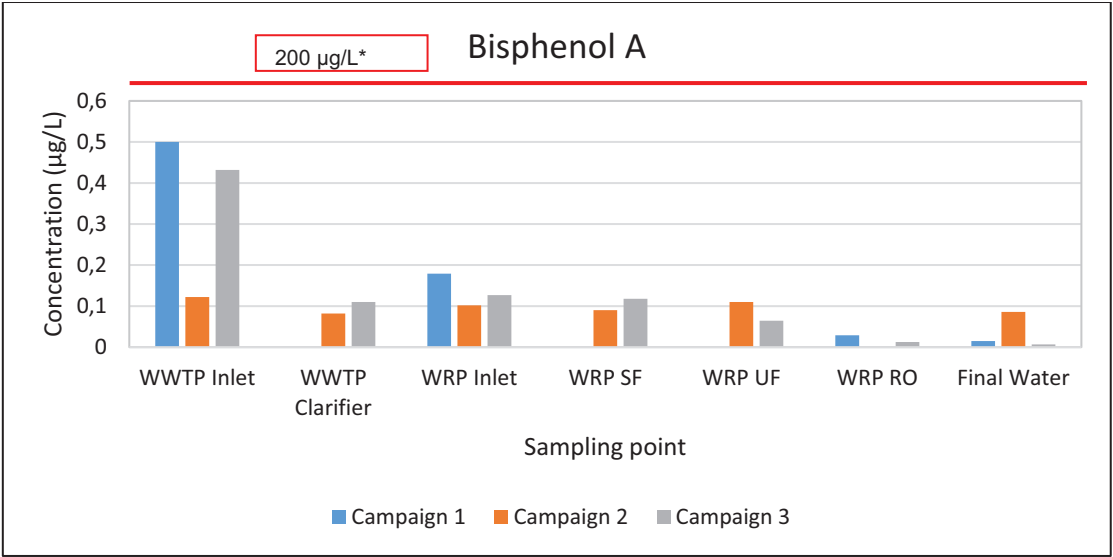 Bisphenol A
200 µg/L*
Concentration (µg/L)
0,6
0,5
0,4
0,3
0,2
0,1
0
WWTP Inlet
WWTP
Clarifier
WRP Inlet
WRP SF
WRP UF
WRP RO
Final Water
Sampling point
Campaign 1
Campaign 2
Campaign 3